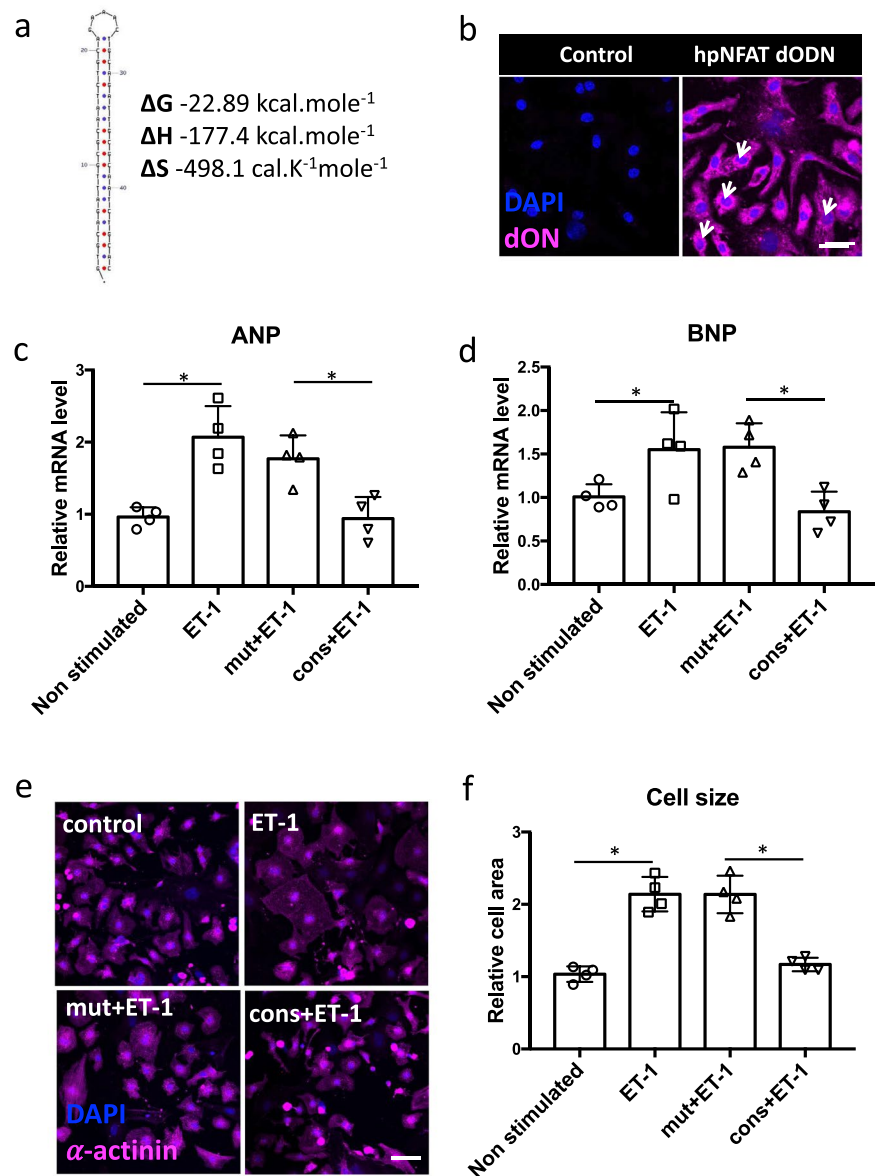 a
20
30
10
40
ΔG -22.89 kcal.mole⁻¹
ΔH -177.4 kcal.mole⁻¹
ΔS -498.1 cal.K⁻¹mole⁻¹
b
Control hpNFAT dODN
DAPI
dON
c
ANP
Relative mRNA level
3
2
1
0
* *
Non stimulated
ET-1
mut+ET-1
cons+ET-1
d
BNP
Relative mRNA level
2.5
2.0
1.5
1.0
0.5
0.0
* *
Non stimulated
ET-1
mut+ET-1
cons+ET-1
e
control ET-1
mut+ET-1 cons+ET-1
DAPI
α-actinin
f
Cell size
Relative cell area
3
2
1
0
* *
Non stimulated
ET-1
mut+ET-1
cons+ET-1